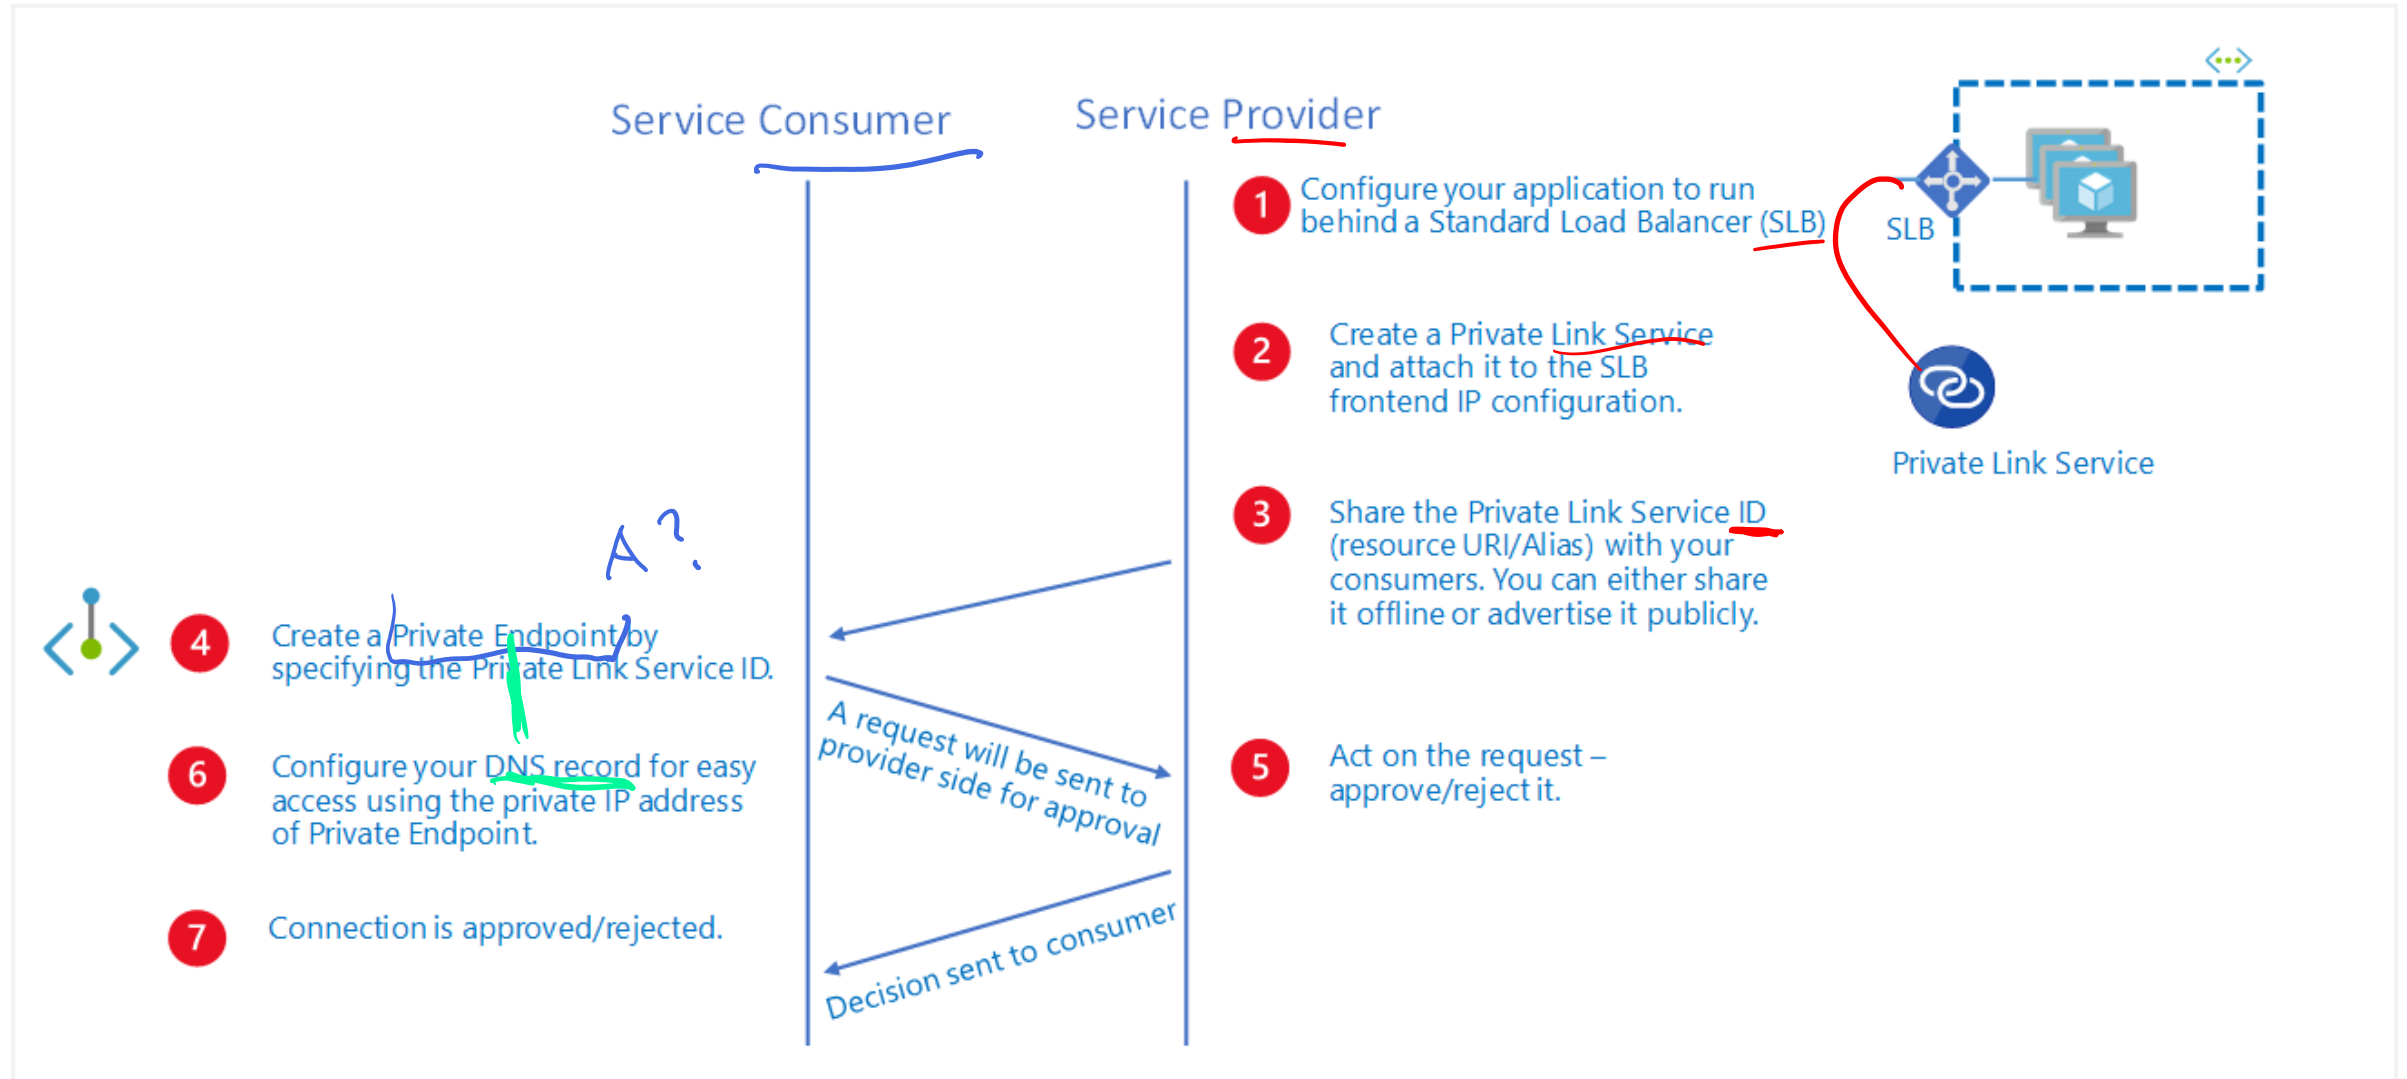 Service Consumer
Service Provider
1
Configure your application to run
behind a Standard Load Balancer (SLB)
SLB
2
Create a Private Link Service
and attach it to the SLB
frontend IP configuration.
Private Link Service
3
Share the Private Link Service ID
(resource URI/Alias) with your
consumers. You can either share
it offline or advertise it publicly.
A?
4
Create a Private Endpoint by
specifying the Private Link Service ID.
A request will be sent to
provider side for approval
5
Act on the request –
approve/reject it.
6
Configure your DNS record for easy
access using the private IP address
of Private Endpoint.
7
Connection is approved/rejected.
Decision sent to consumer